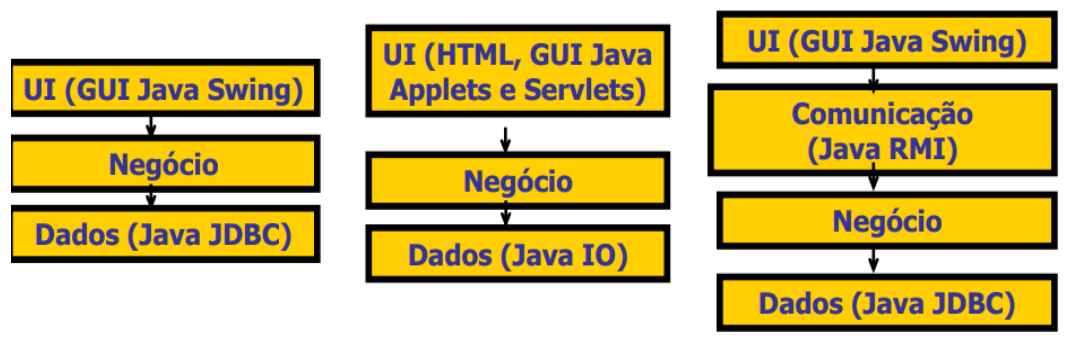 UI (GUI Java Swing)
Negócio
Dados (Java JDBC)
UI (HTML, GUI Java
Applets e Servlets)
Negócio
Dados (Java IO)
UI (GUI Java Swing)
Comunicação
(Java RMI)
Negócio
Dados (Java JDBC)